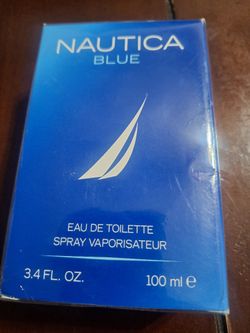 NAUTICA
BLUE
EAU DE TOILETTE
SPRAY VAPORISATEUR
3.4 FL. OZ. 100 ml ℮